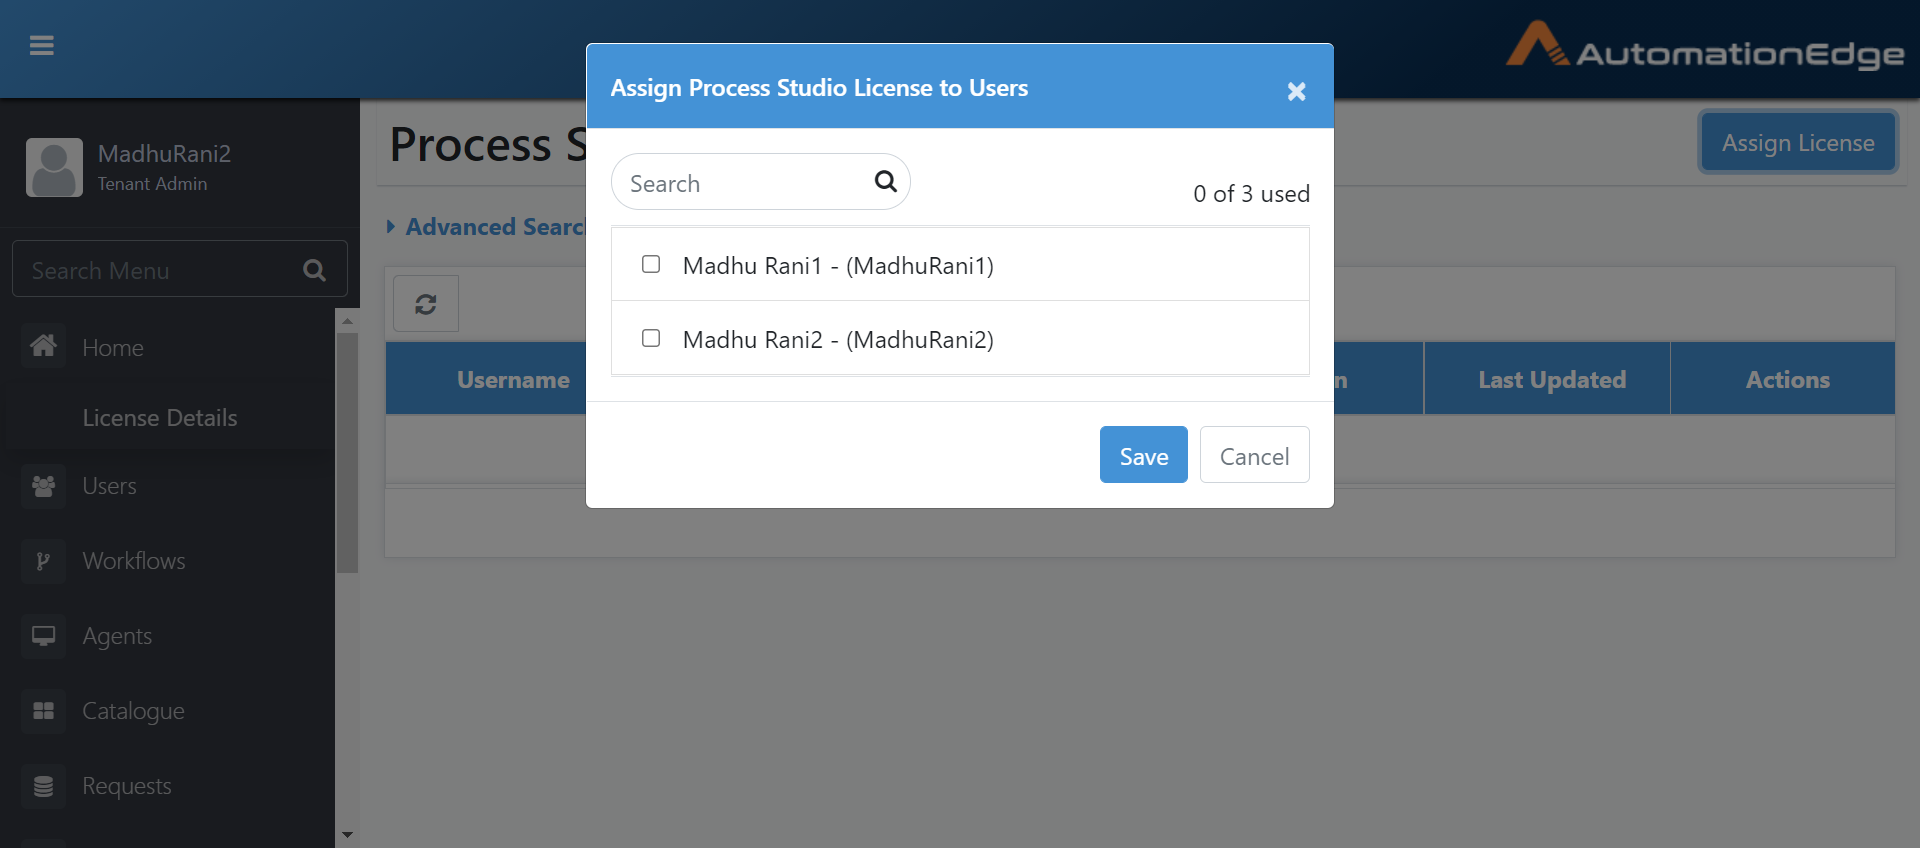 AutomationEdge
Assign Process Studio License to Users
MadhuRani2
Tenant Admin
Process S
Assign License
Search
0 of 3 used
Advanced Searc
Search Menu
Madhu Rani1 - (MadhuRani1)
Madhu Rani2 - (MadhuRani2)
Home
License Details
Users
Workflows
Agents
Catalogue
Requests
Username
n
Last Updated
Actions
Save
Cancel